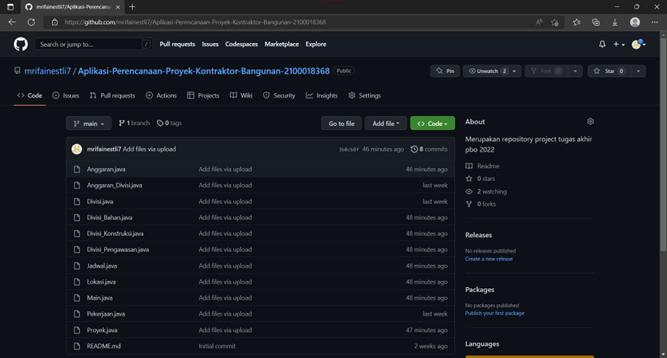 mrifainestli7/Aplikasi-Perencanaan
https://github.com/mrifainestli7/Aplikasi-Perencanaan-Proyek-Kontraktor-Bangunan-2100018368
Search or jump to... / Pull requests Issues Codespaces Marketplace Explore
mrifainestli7 / Aplikasi-Perencanaan-Proyek-Kontraktor-Bangunan-2100018368 Public
Pin Unwatch 2 Fork 0 Star 0
Code Issues Pull requests Actions Projects Wiki Security Insights Settings
main 1 branch 0 tags Go to file Add file Code
mrifainestli7 Add files via upload 46 minutes ago 8 commits
Anggaran.java Add files via upload 46 minutes ago
Anggaran_Divisi.java Add files via upload last week
Divisi.java Add files via upload last week
Divisi_Bahan.java Add files via upload 48 minutes ago
Divisi_Konstruksi.java Add files via upload 48 minutes ago
Divisi_Pengawasan.java Add files via upload 48 minutes ago
Jadwal.java Add files via upload 48 minutes ago
Lokasi.java Add files via upload 48 minutes ago
Main.java Add files via upload 48 minutes ago
Pekerjaan.java Add files via upload last week
Proyek.java Add files via upload 47 minutes ago
README.md Initial commit 2 weeks ago
About
Merupakan repository project tugas akhir
pbo 2022
Readme
0 stars
2 watching
0 forks
Releases
No releases published
Create a new release
Packages
No packages published
Publish your first package
Languages